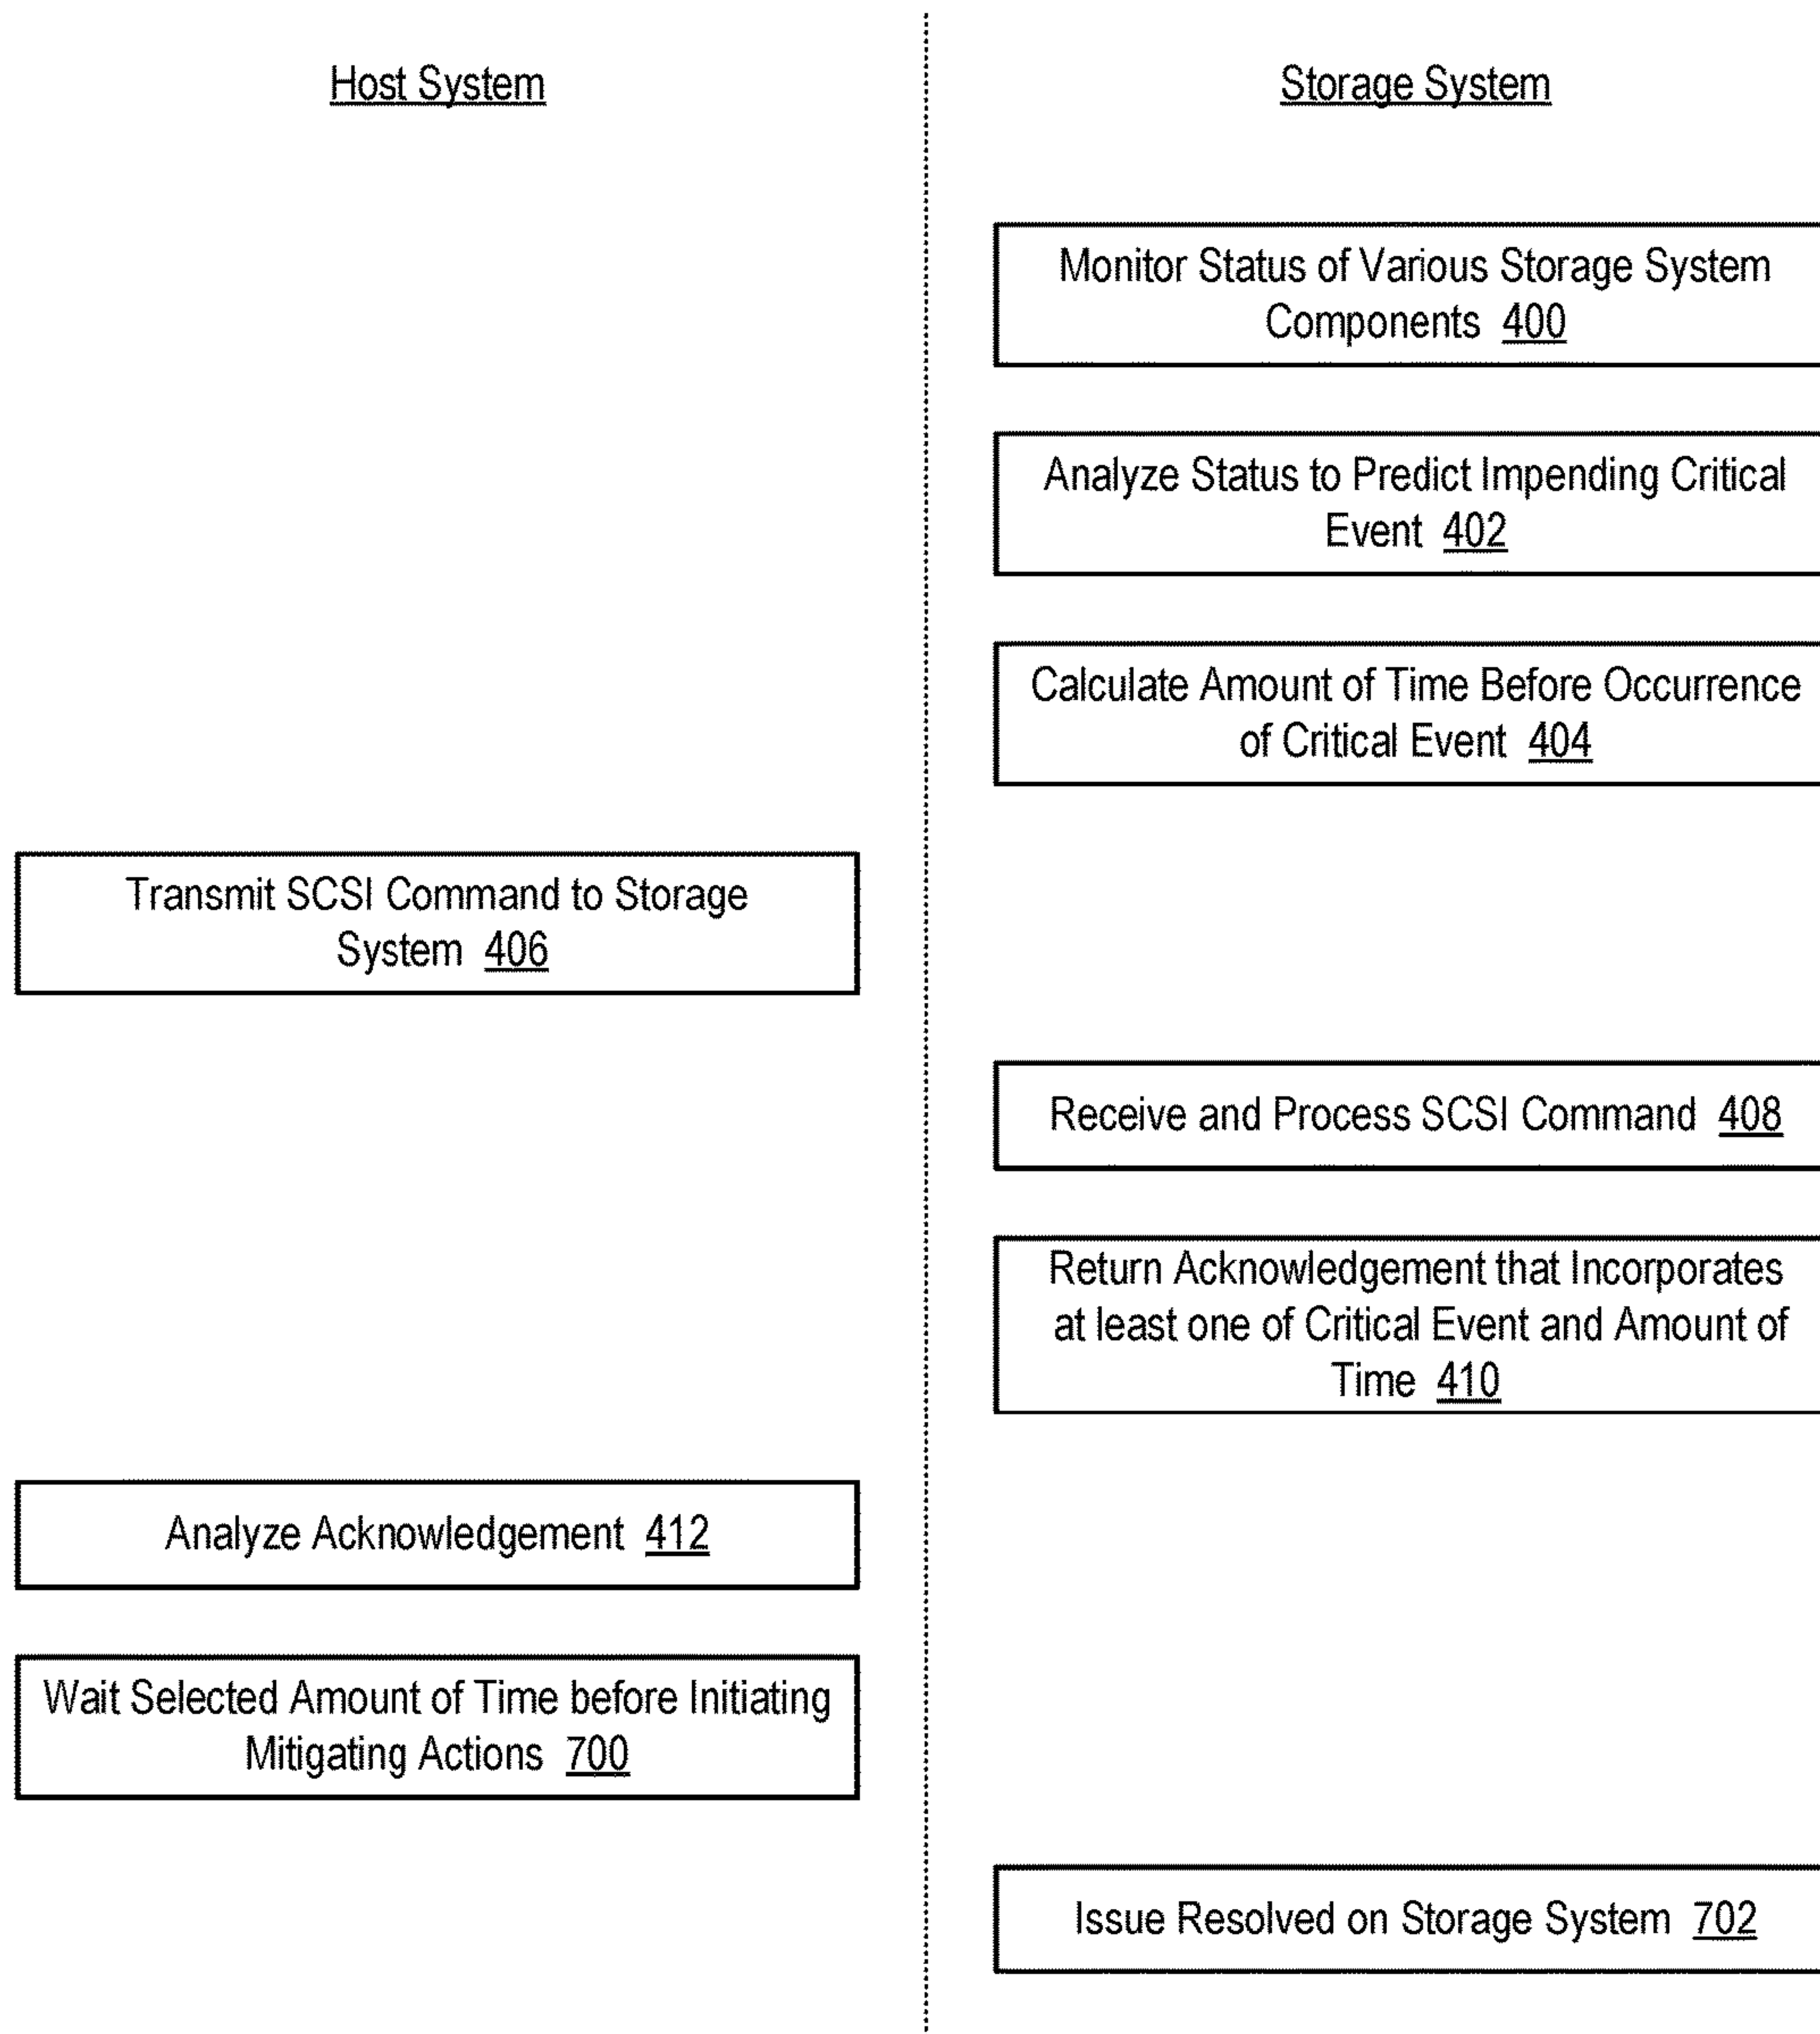 Host System
Storage System
Monitor Status of Various Storage System
Components 400
Analyze Status to Predict Impending Critical
Event 402
Calculate Amount of Time Before Occurrence
of Critical Event 404
Transmit SCSI Command to Storage
System 406
Receive and Process SCSI Command 408
Return Acknowledgement that Incorporates
at least one of Critical Event and Amount of
Time 410
Analyze Acknowledgement 412
Wait Selected Amount of Time before Initiating
Mitigating Actions 700
Issue Resolved on Storage System 702